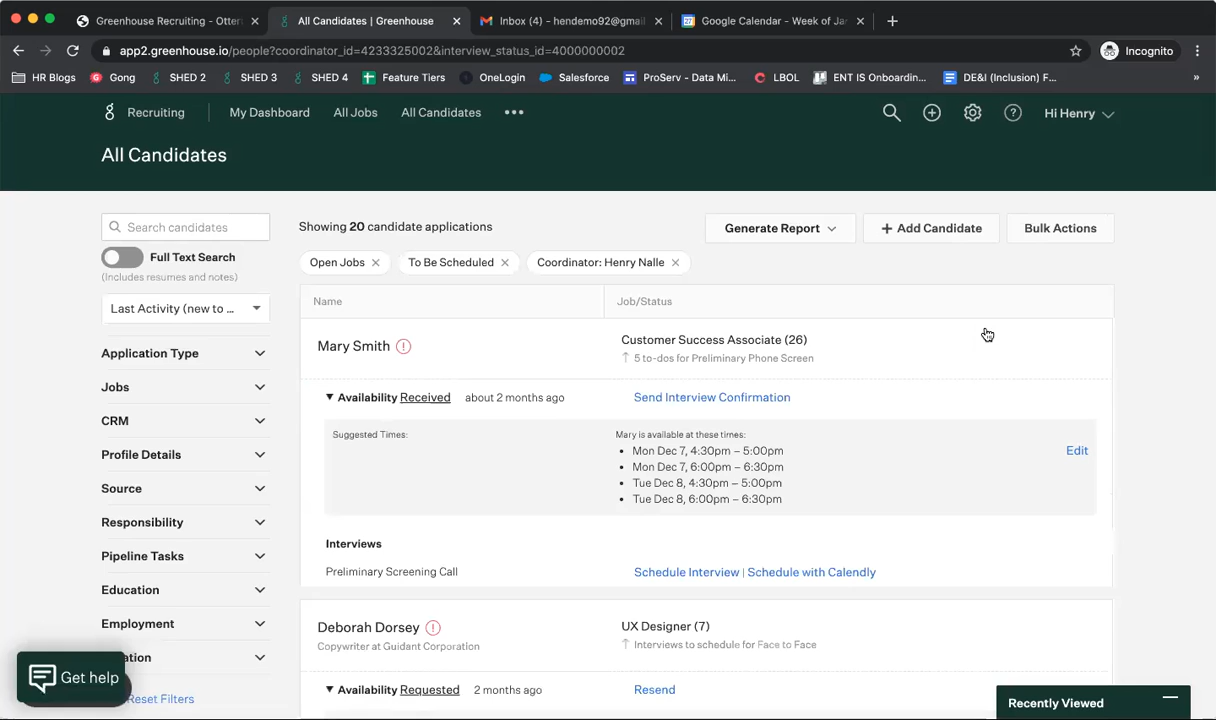 Greenhouse Recruiting - Otter
All Candidates | Greenhouse
Inbox (4) - hendemo92@gmail
Google Calendar - Week of Jan
app2.greenhouse.io/people?coordinator_id=4233325002&interview_status_id=4000000002
Incognito
HR Blogs
Gong
SHED 2
SHED 3
SHED 4
Feature Tiers
OneLogin
Salesforce
ProServ - Data Mi...
LBOL
ENT IS Onboardin...
DE&I (Inclusion) F...
»
Recruiting
My Dashboard
All Jobs
All Candidates
Hi Henry
All Candidates
Search candidates
Full Text Search
(Includes resumes and notes)
Last Activity (new to ...
Application Type
Jobs
CRM
Profile Details
Source
Responsibility
Pipeline Tasks
Education
Employment
ation
Reset Filters
Get help
Showing 20 candidate applications
Generate Report
+ Add Candidate
Bulk Actions
Open Jobs ×
To Be Scheduled ×
Coordinator: Henry Nalle ×
Name
Job/Status
Mary Smith
Customer Success Associate (26)
5 to-dos for Preliminary Phone Screen
Availability Received about 2 months ago
Send Interview Confirmation
Suggested Times:
Mary is available at these times:
• Mon Dec 7, 4:30pm – 5:00pm
• Mon Dec 7, 6:00pm – 6:30pm
• Tue Dec 8, 4:30pm – 5:00pm
• Tue Dec 8, 6:00pm – 6:30pm
Edit
Interviews
Preliminary Screening Call
Schedule Interview | Schedule with Calendly
Deborah Dorsey
Copywriter at Guidant Corporation
UX Designer (7)
Interviews to schedule for Face to Face
Availability Requested 2 months ago
Resend
Recently Viewed